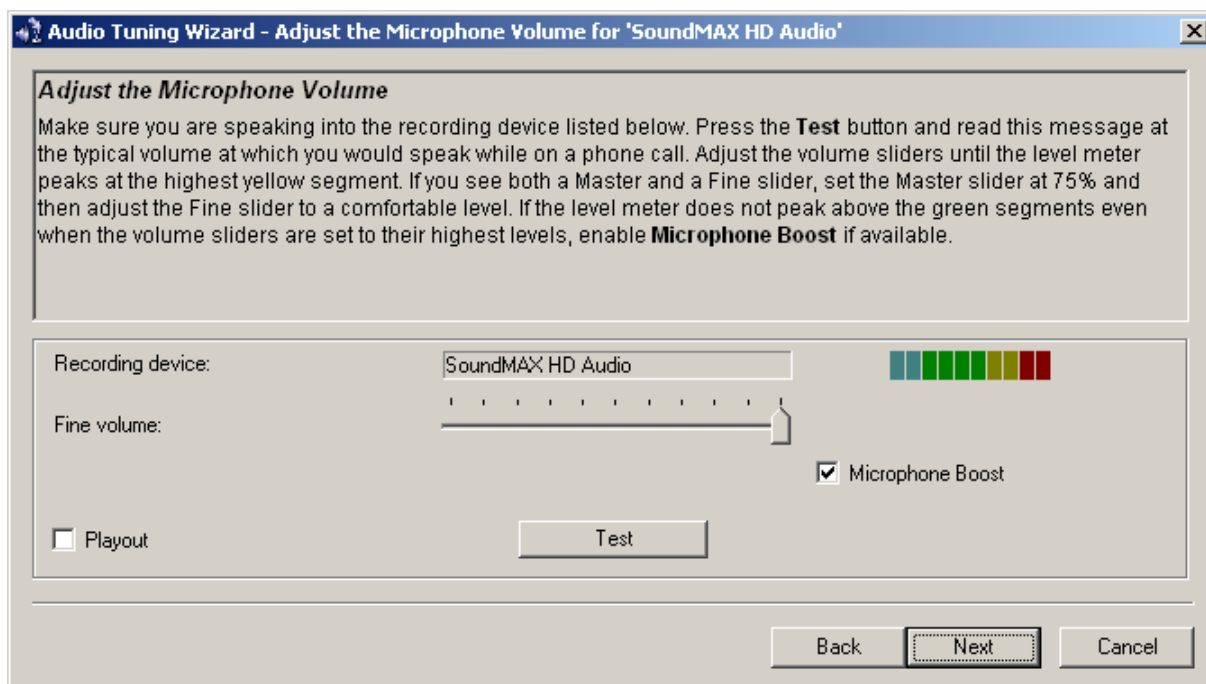 Audio Tuning Wizard - Adjust the Microphone Volume for 'SoundMAX HD Audio'
Adjust the Microphone Volume
Make sure you are speaking into the recording device listed below. Press the Test button and read this message at
the typical volume at which you would speak while on a phone call. Adjust the volume sliders until the level meter
peaks at the highest yellow segment. If you see both a Master and a Fine slider, set the Master slider at 75% and
then adjust the Fine slider to a comfortable level. If the level meter does not peak above the green segments even
when the volume sliders are set to their highest levels, enable Microphone Boost if available.
Recording device:
SoundMAX HD Audio
Fine volume:
Microphone Boost
Playout
Test
Back
Next
Cancel